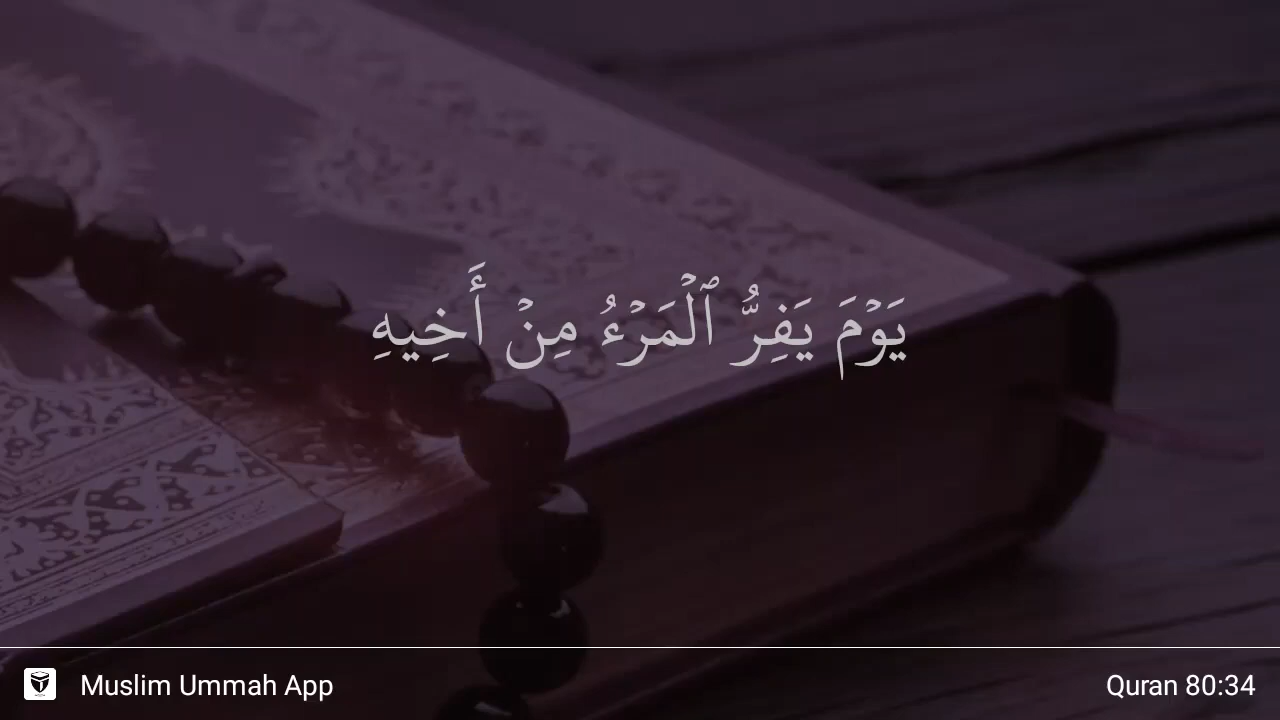 يَوۡمَ يَفِرُّ ٱلۡمَرۡءُ مِنۡ أَخِيهِ
Muslim Ummah App
Quran 80:34